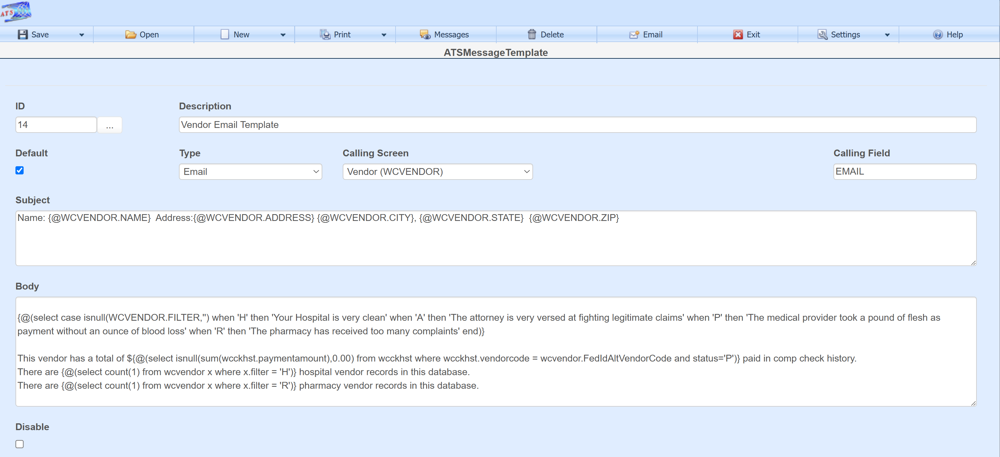 ATS
Save Open New Print Messages Delete Email Exit Settings Help
ATSMessageTemplate
ID Description
14 ... Vendor Email Template
Default Type Calling Screen Calling Field
Email Vendor (WCVENDOR) EMAIL
Subject
Name: {@WCVENDOR.NAME}  Address:{@WCVENDOR.ADDRESS} {@WCVENDOR.CITY}, {@WCVENDOR.STATE}  {@WCVENDOR.ZIP}
Body
{@(select case isnull(WCVENDOR.FILTER,'') when 'H' then 'Your Hospital is very clean' when 'A' then 'The attorney is very versed at fighting legitimate claims' when 'P' then 'The medical provider took a pound of flesh as
payment without an ounce of blood loss' when 'R' then 'The pharmacy has received too many complaints' end)}
This vendor has a total of ${@(select isnull(sum(wcckhst.paymentamount),0.00) from wcckhst where wcckhst.vendorcode = wcvendor.FedIdAltVendorCode and status='P')} paid in comp check history.
There are {@(select count(1) from wcvendor x where x.filter = 'H')} hospital vendor records in this database.
There are {@(select count(1) from wcvendor x where x.filter = 'R')} pharmacy vendor records in this database.
Disable